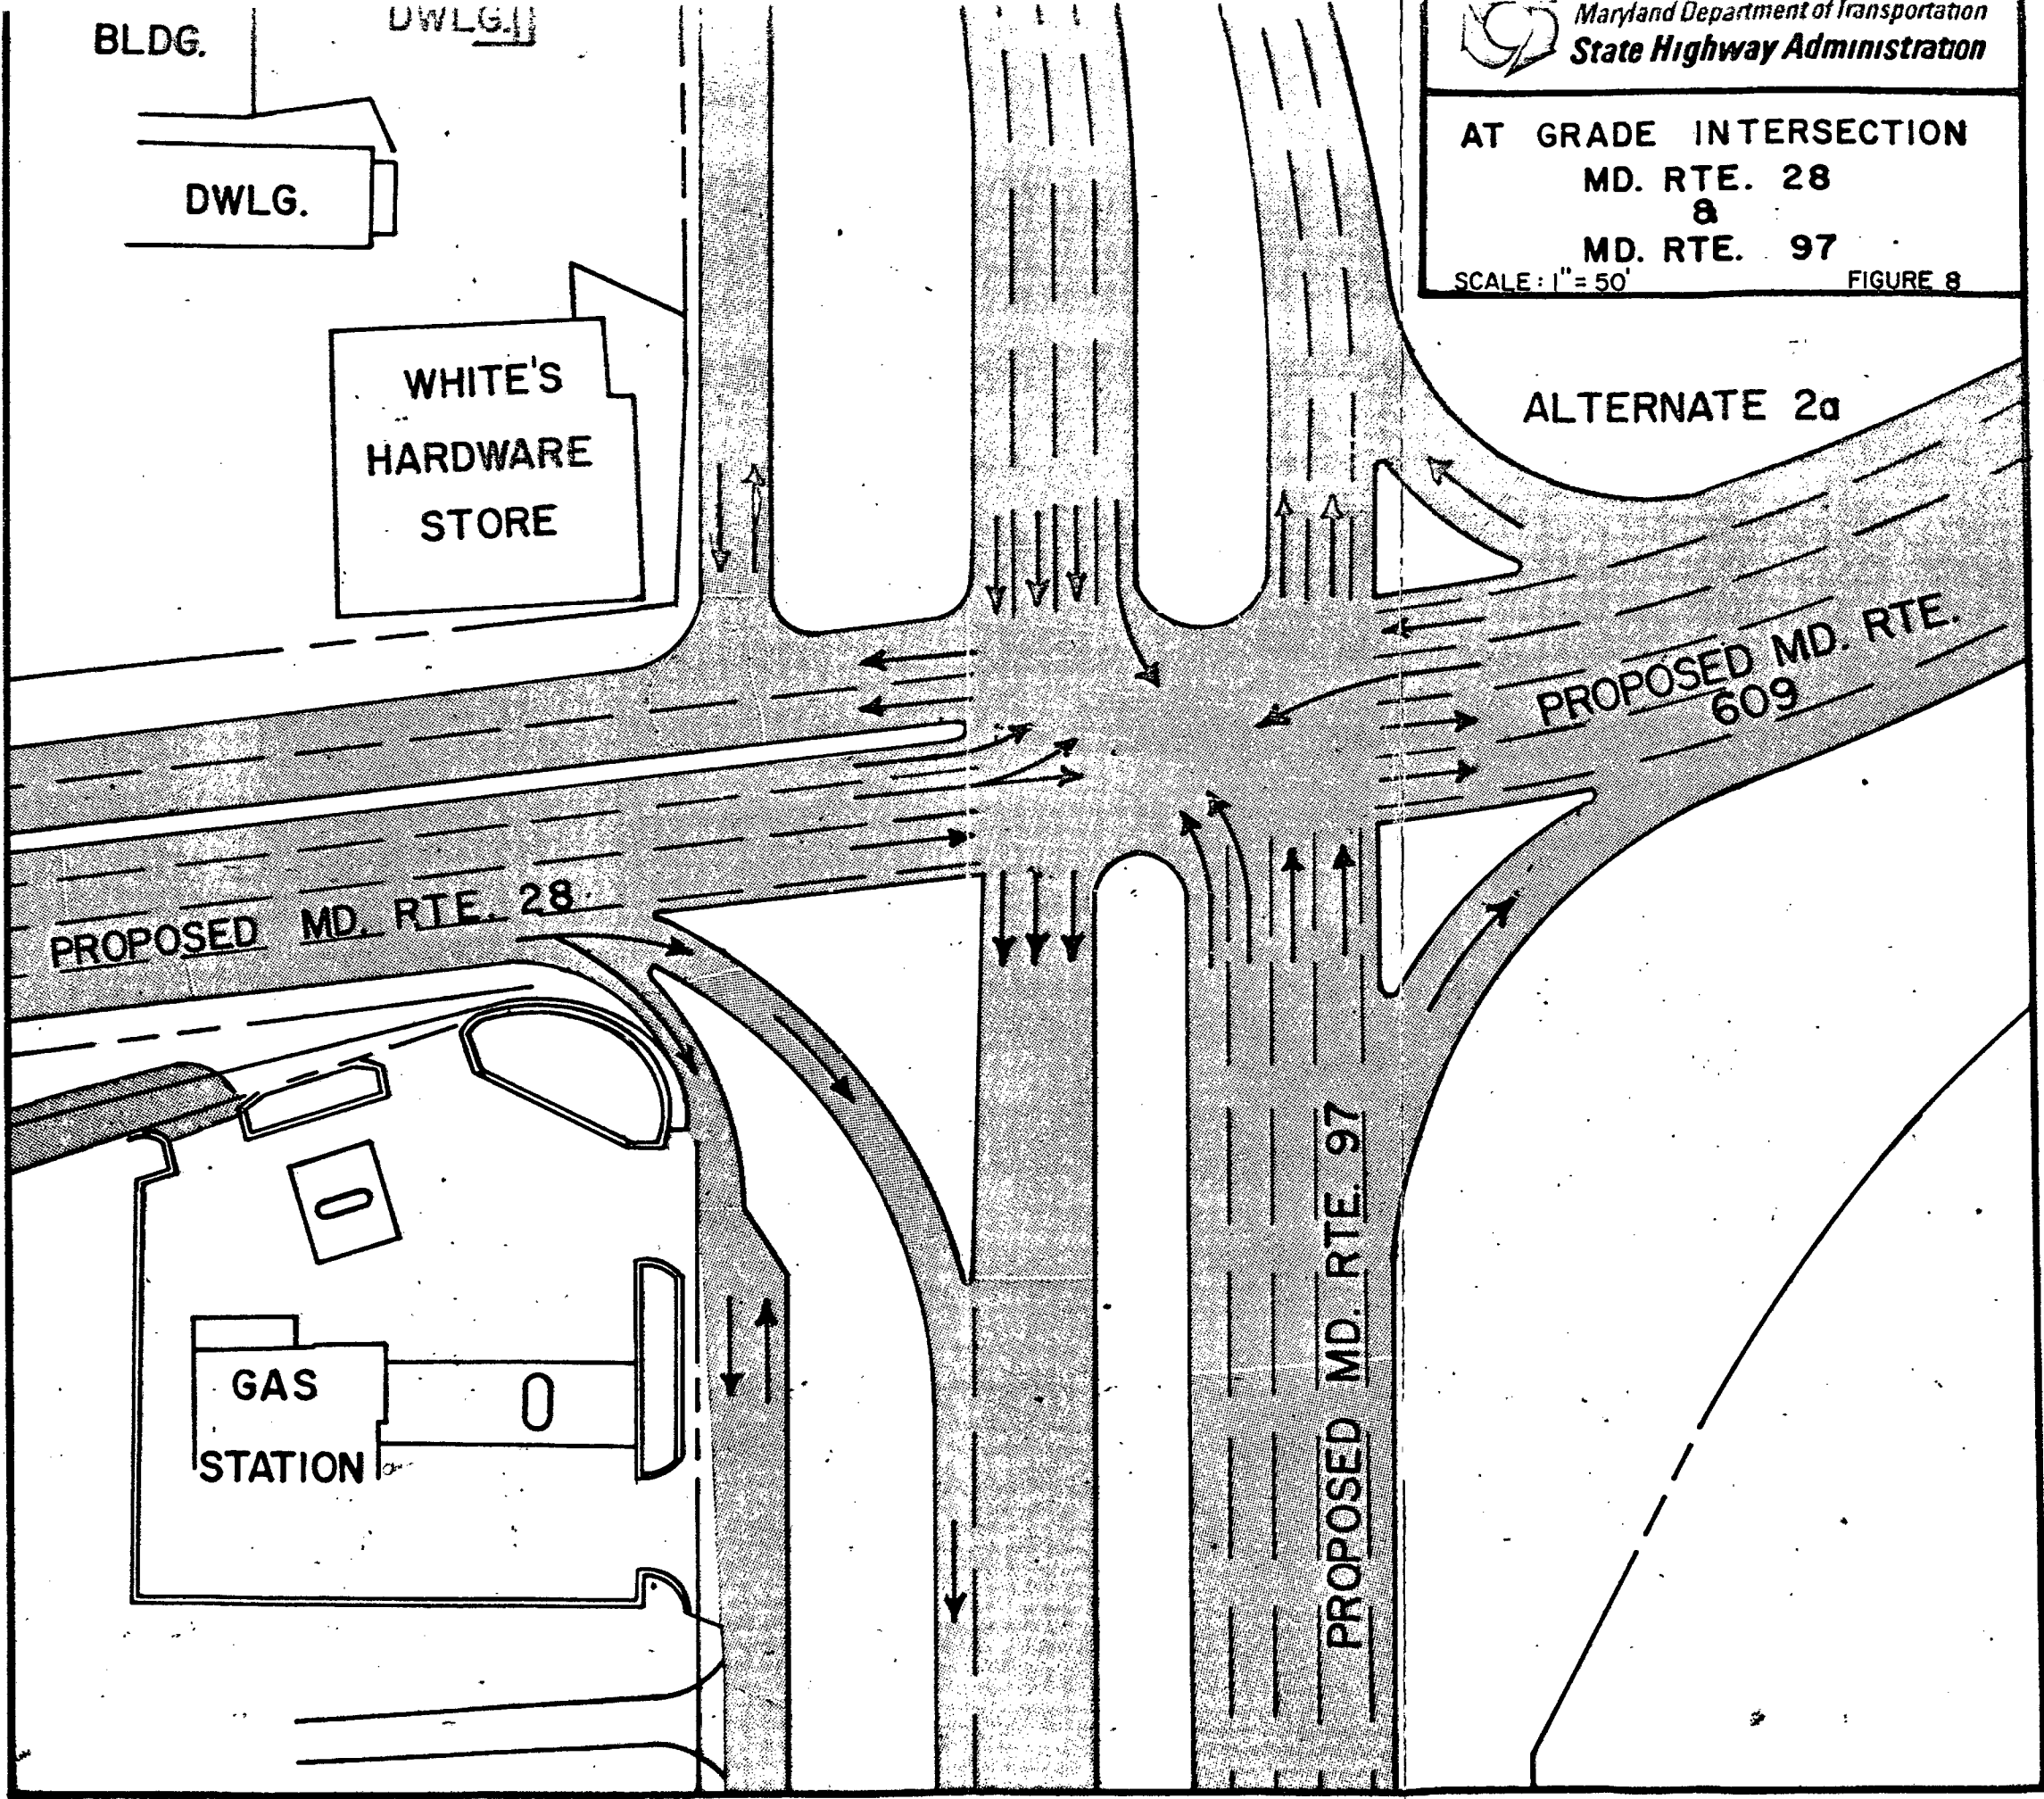 BLDG.
DWLG.
DWLG.
WHITE'S
HARDWARE
STORE
Maryland Department of Transportation
State Highway Administration
AT GRADE INTERSECTION
MD. RTE. 28
&
MD. RTE. 97
SCALE: 1" = 50'
FIGURE 8
ALTERNATE 2a
PROPOSED MD. RTE.
609
PROPOSED MD. RTE. 28
PROPOSED MD. RTE. 97
GAS
STATION